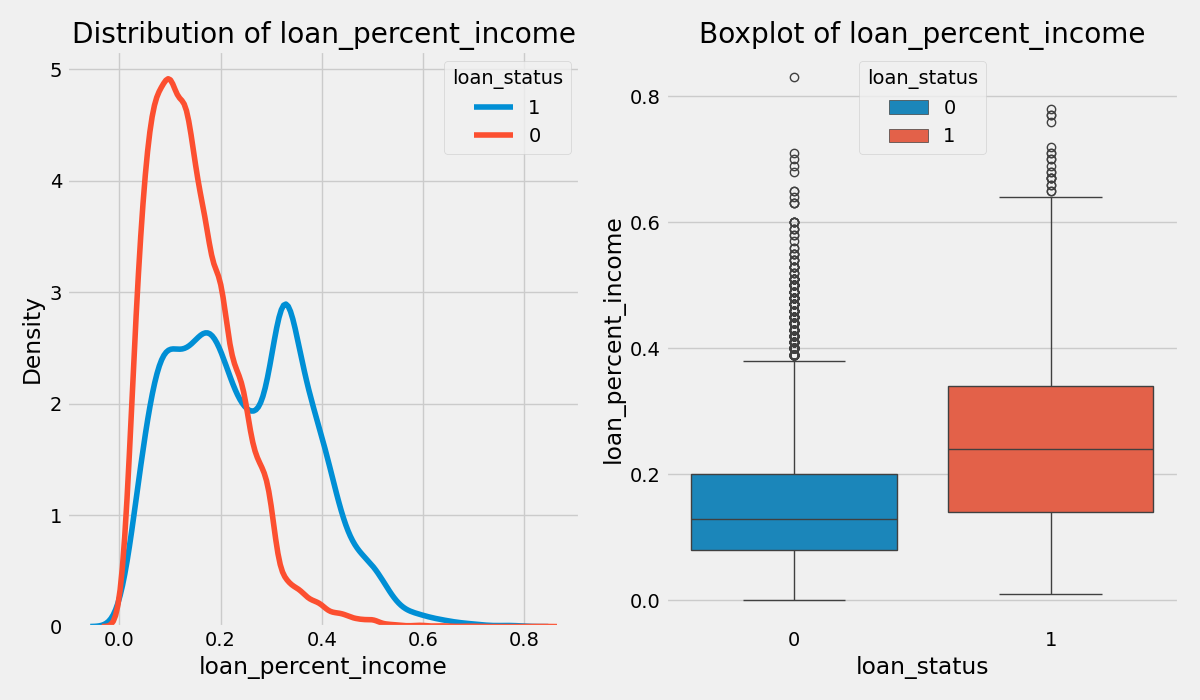 Distribution of loan_percent_income
loan_status
1
0
5
4
3
2
1
0
Density
0.0 0.2 0.4 0.6 0.8
loan_percent_income
Boxplot of loan_percent_income
loan_status
0
1
0.8
0.6
0.4
0.2
0.0
loan_percent_income
0 1
loan_status